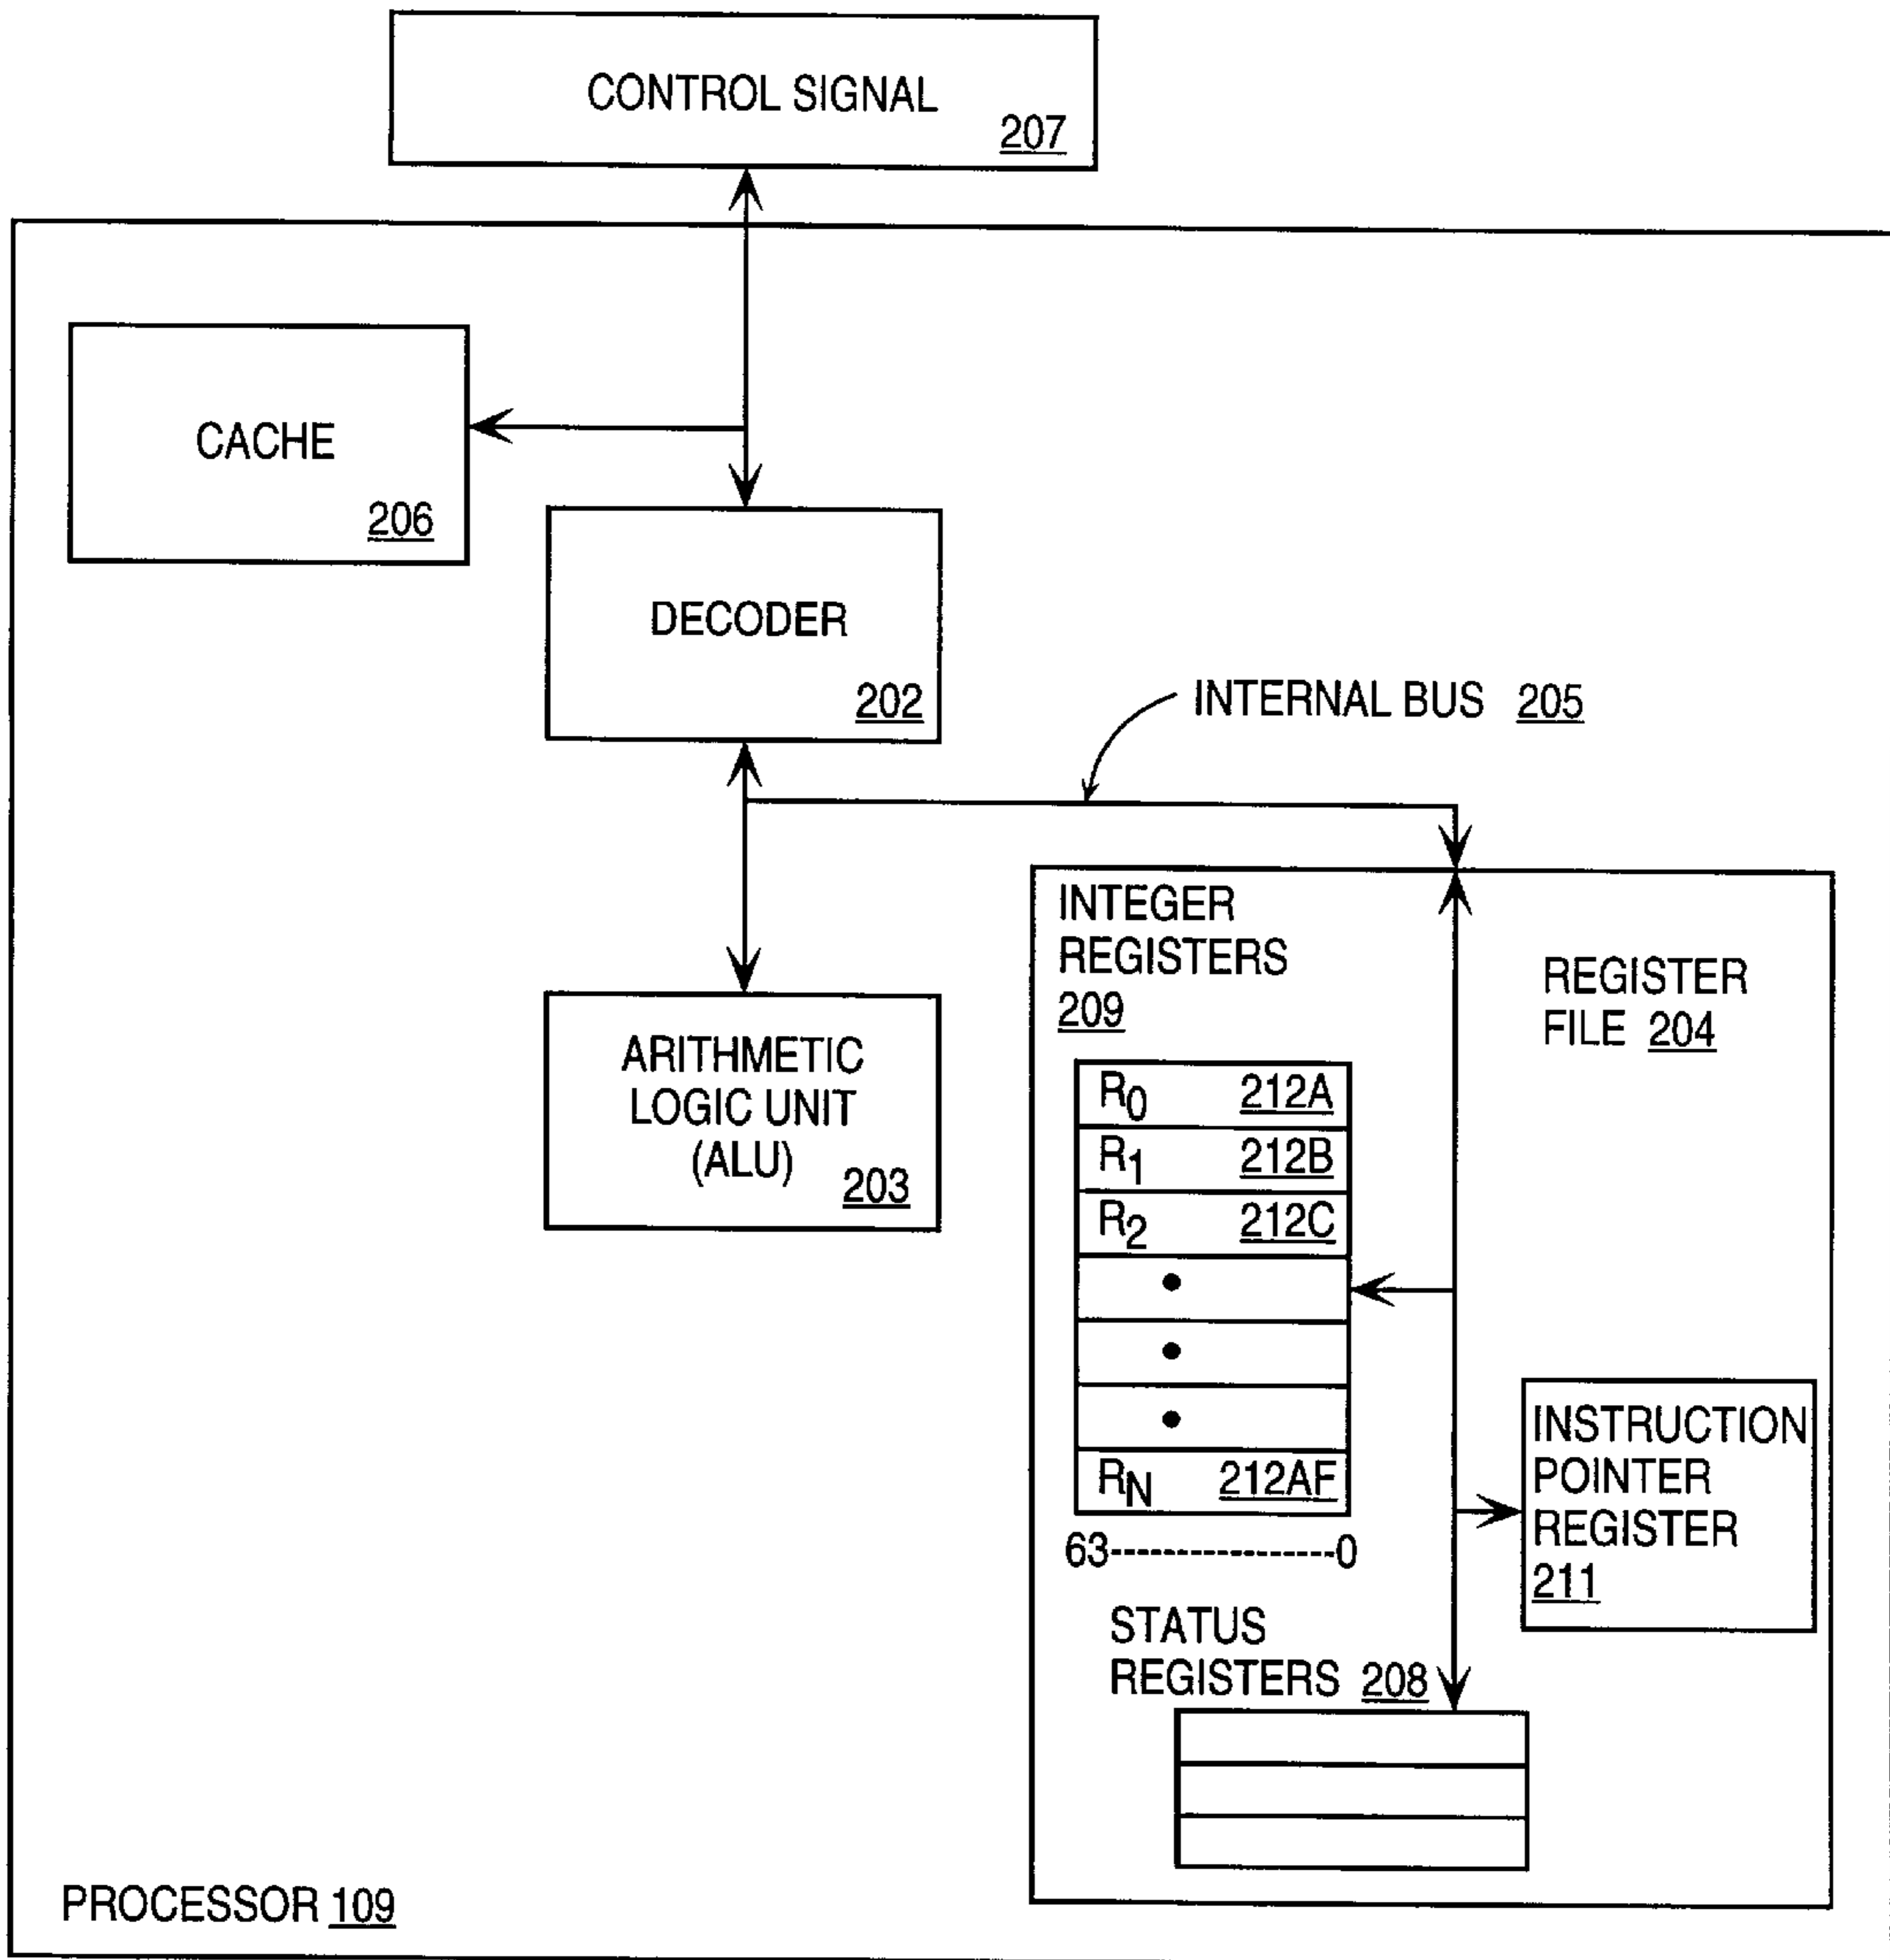 CONTROL SIGNAL
207
CACHE
206
DECODER
202
INTERNAL BUS 205
ARITHMETIC
LOGIC UNIT
(ALU)
203
INTEGER
REGISTERS
209
REGISTER
FILE 204
R0 212A
R1 212B
R2 212C
RN 212AF
63-----------------0
INSTRUCTION
POINTER
REGISTER
211
STATUS
REGISTERS 208
PROCESSOR 109